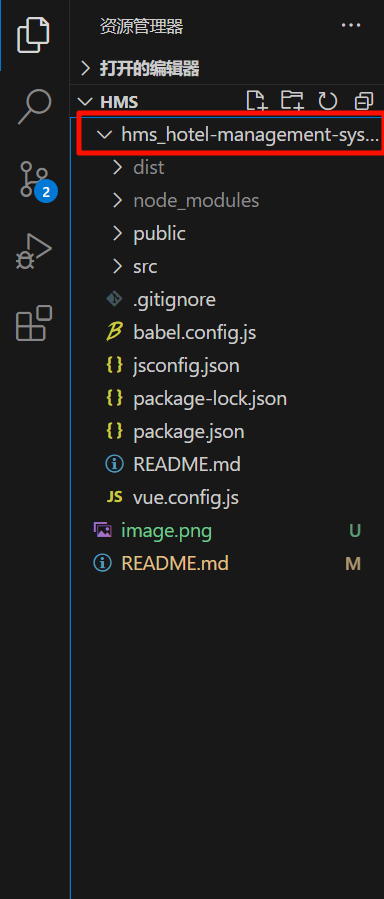 资源管理器
打开的编辑器
HMS
hms_hotel-management-sys...
2
dist
node_modules
public
src
.gitignore
babel.config.js
{} jsconfig.json
{} package-lock.json
{} package.json
README.md
JS vue.config.js
image.png U
README.md M